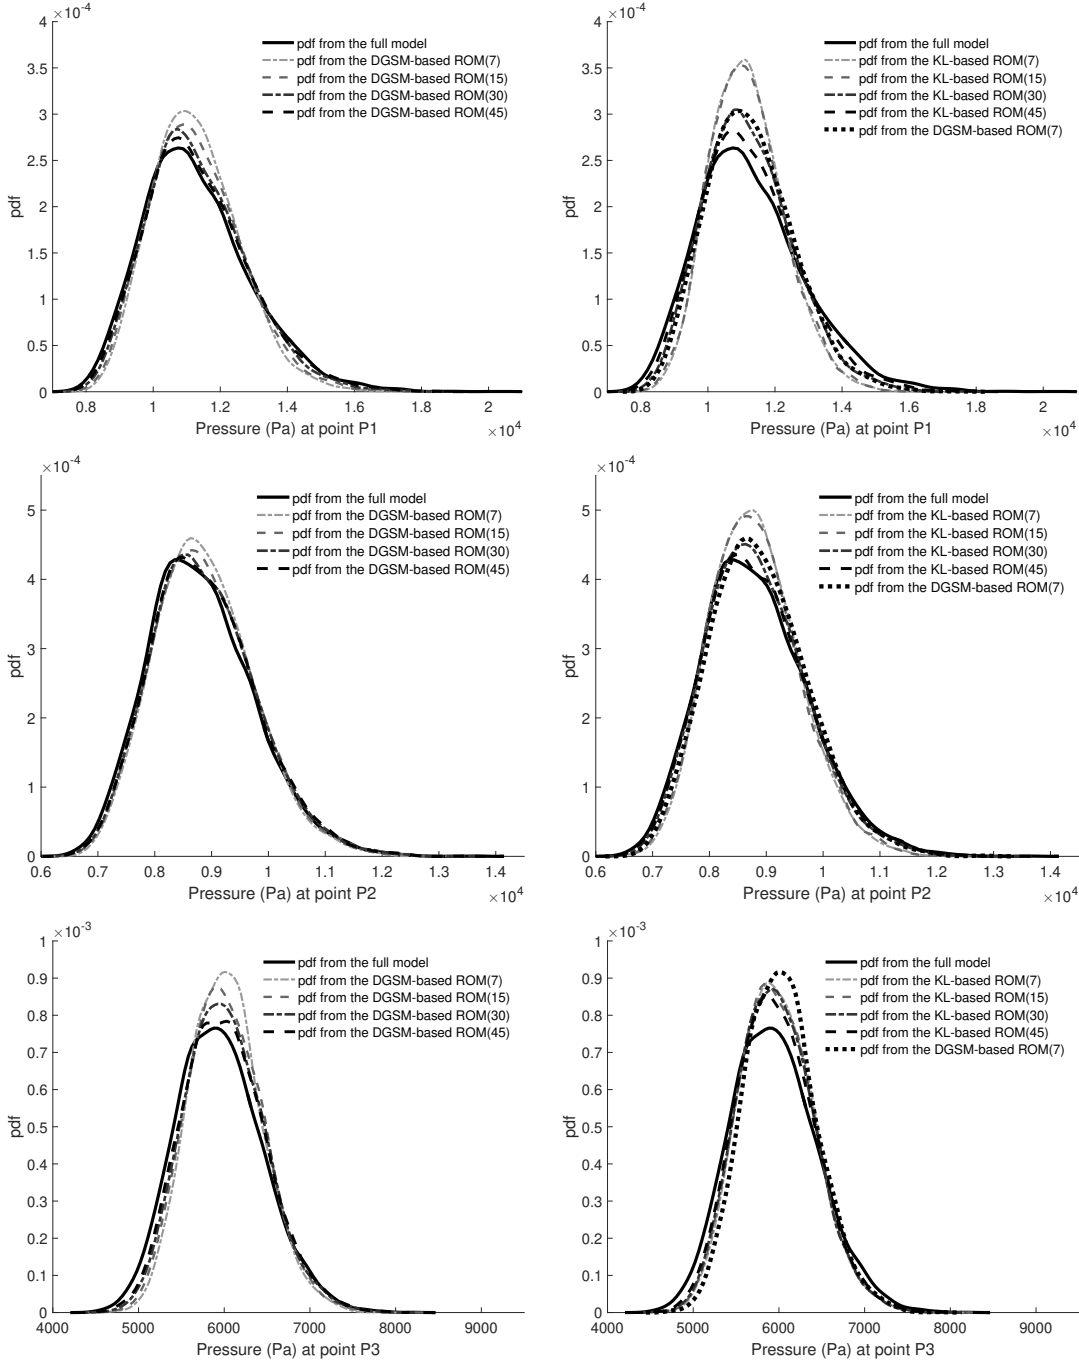 ×10⁻⁴
4
3.5
3
2.5
2
1.5
1
0.5
0
pdf
pdf from the full model
pdf from the DGSM-based ROM(7)
pdf from the DGSM-based ROM(15)
pdf from the DGSM-based ROM(30)
pdf from the DGSM-based ROM(45)
0.8 1 1.2 1.4 1.6 1.8 2
Pressure (Pa) at point P1
×10⁴
×10⁻⁴
4
3.5
3
2.5
2
1.5
1
0.5
0
pdf
pdf from the full model
pdf from the KL-based ROM(7)
pdf from the KL-based ROM(15)
pdf from the KL-based ROM(30)
pdf from the KL-based ROM(45)
pdf from the DGSM-based ROM(7)
0.8 1 1.2 1.4 1.6 1.8 2
Pressure (Pa) at point P1
×10⁴
×10⁻⁴
5
4
3
2
1
0
pdf
pdf from the full model
pdf from the DGSM-based ROM(7)
pdf from the DGSM-based ROM(15)
pdf from the DGSM-based ROM(30)
pdf from the DGSM-based ROM(45)
0.6 0.7 0.8 0.9 1 1.1 1.2 1.3 1.4
Pressure (Pa) at point P2
×10⁴
×10⁻⁴
5
4
3
2
1
0
pdf
pdf from the full model
pdf from the KL-based ROM(7)
pdf from the KL-based ROM(15)
pdf from the KL-based ROM(30)
pdf from the KL-based ROM(45)
pdf from the DGSM-based ROM(7)
0.6 0.7 0.8 0.9 1 1.1 1.2 1.3 1.4
Pressure (Pa) at point P2
×10⁴
×10⁻³
1
0.9
0.8
0.7
0.6
0.5
0.4
0.3
0.2
0.1
0
pdf
pdf from the full model
pdf from the DGSM-based ROM(7)
pdf from the DGSM-based ROM(15)
pdf from the DGSM-based ROM(30)
pdf from the DGSM-based ROM(45)
4000 5000 6000 7000 8000 9000
Pressure (Pa) at point P3
×10⁻³
1
0.9
0.8
0.7
0.6
0.5
0.4
0.3
0.2
0.1
0
pdf
pdf from the full model
pdf from the KL-based ROM(7)
pdf from the KL-based ROM(15)
pdf from the KL-based ROM(30)
pdf from the KL-based ROM(45)
pdf from the DGSM-based ROM(7)
4000 5000 6000 7000 8000 9000
Pressure (Pa) at point P3